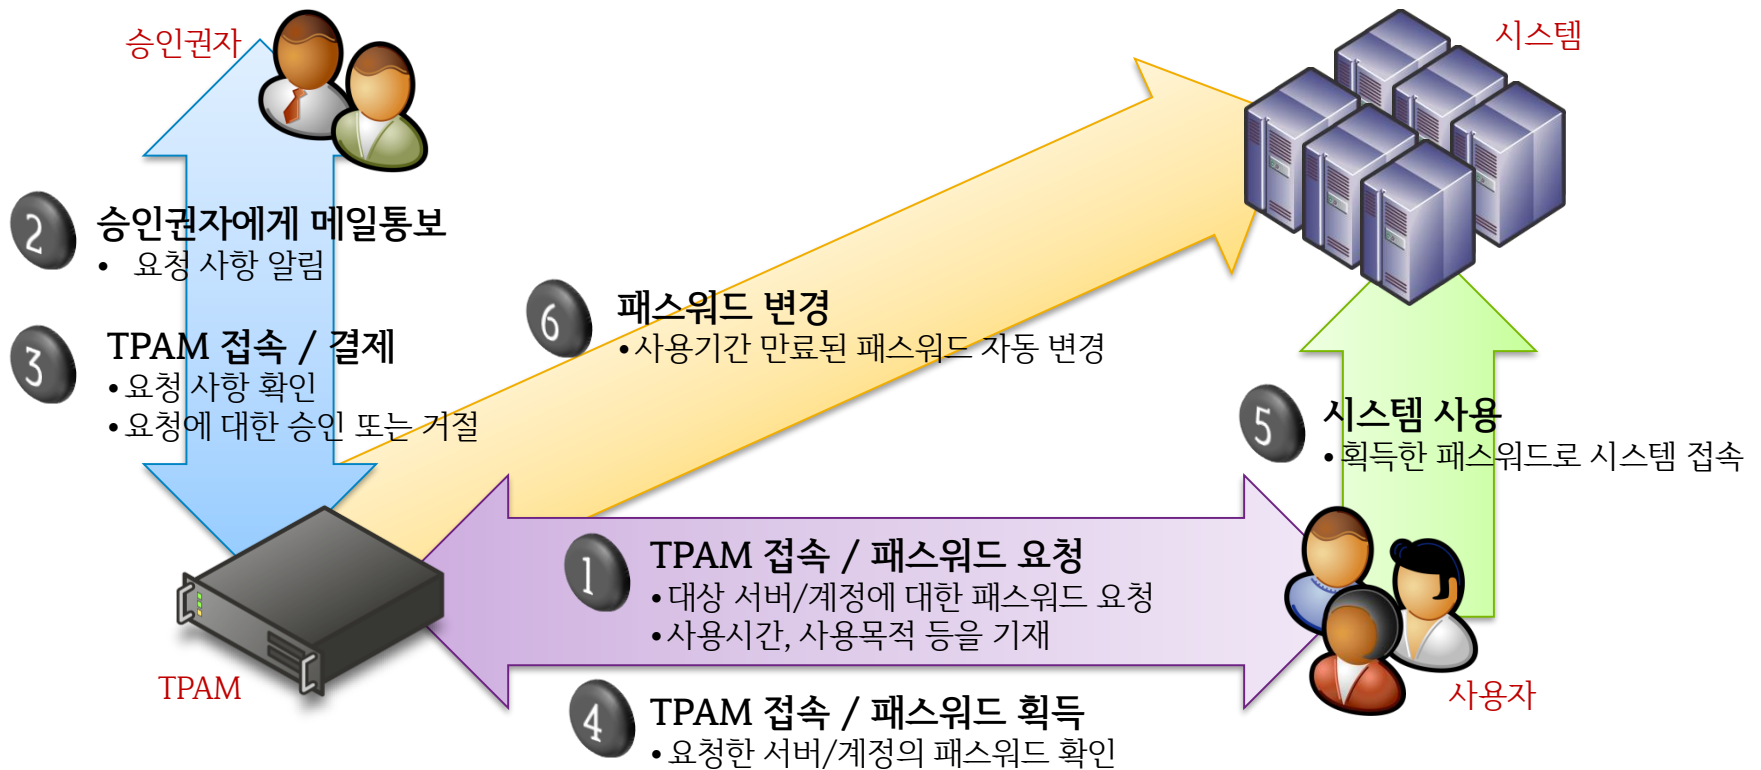 승인권자
시스템
2
승인권자에게 메일통보
• 요청 사항 알림
3
TPAM 접속 / 결제
•요청 사항 확인
•요청에 대한 승인 또는 거절
6
패스워드 변경
•사용기간 만료된 패스워드 자동 변경
5
시스템 사용
•획득한 패스워드로 시스템 접속
1
TPAM 접속 / 패스워드 요청
•대상 서버/계정에 대한 패스워드 요청
•사용시간, 사용목적 등을 기재
TPAM
사용자
4
TPAM 접속 / 패스워드 획득
•요청한 서버/계정의 패스워드 확인